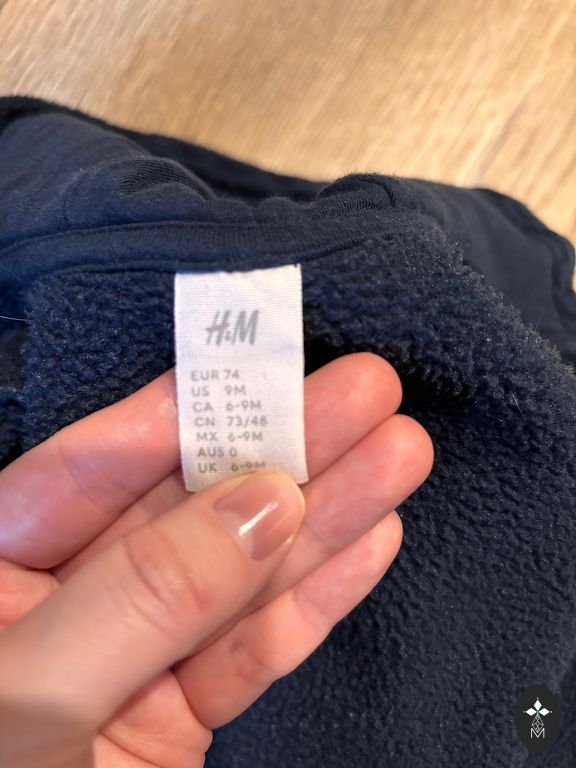 H&M
EUR 74
US 9M
CA 6-9M
CN 73/48
MX 6-9M
AUS 0
UK 6-9M
M